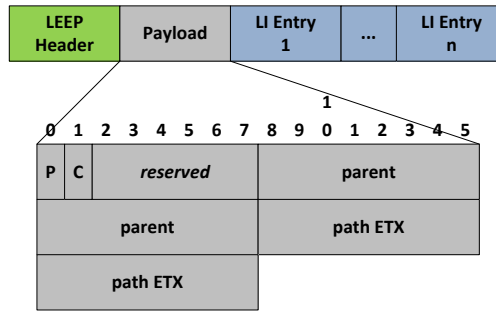 LEEP Header Payload LI Entry 1 ... LI Entry n
1
0 1 2 3 4 5 6 7 8 9 0 1 2 3 4 5
P C reserved parent
parent path ETX
path ETX